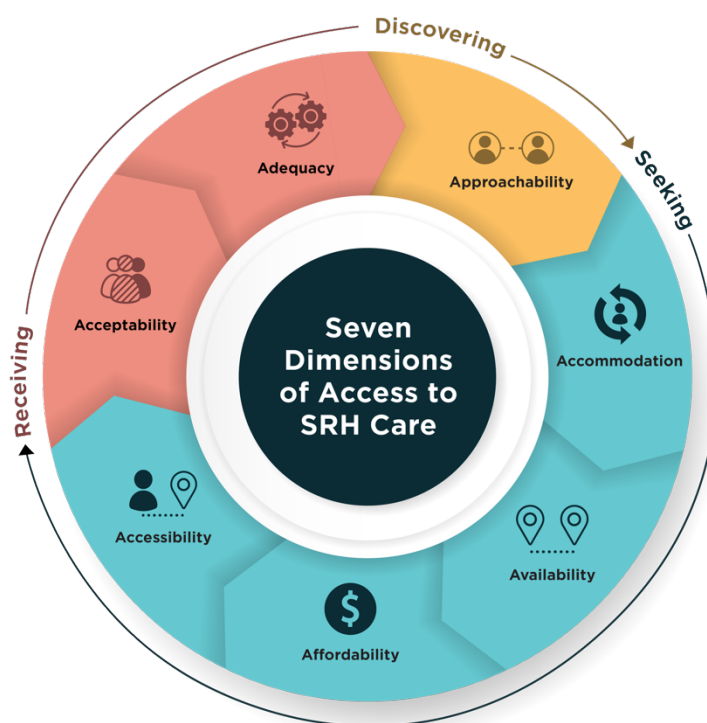 Discovering
Seeking
Receiving
Adequacy
Approachability
Acceptability
Accommodation
Seven
Dimensions
of Access to
SRH Care
Accessibility
Availability
$
Affordability